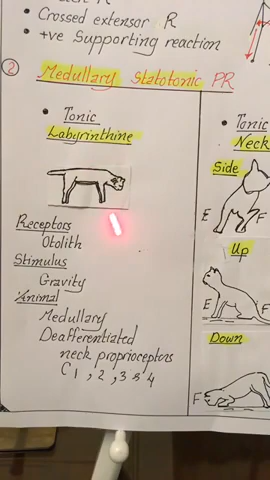 • Crossed extensor R
• +ve Supporting reaction
② Medullary Statotonic PR
• Tonic
Labyrinthine
Receptors
Otolith
Stimulus
Gravity
Animal
Medullary
Deafferentiated
neck proprioceptors
C 1, 2, 3 & 4
• Tonic
Neck
Side
E F
Up
E F
Down
F